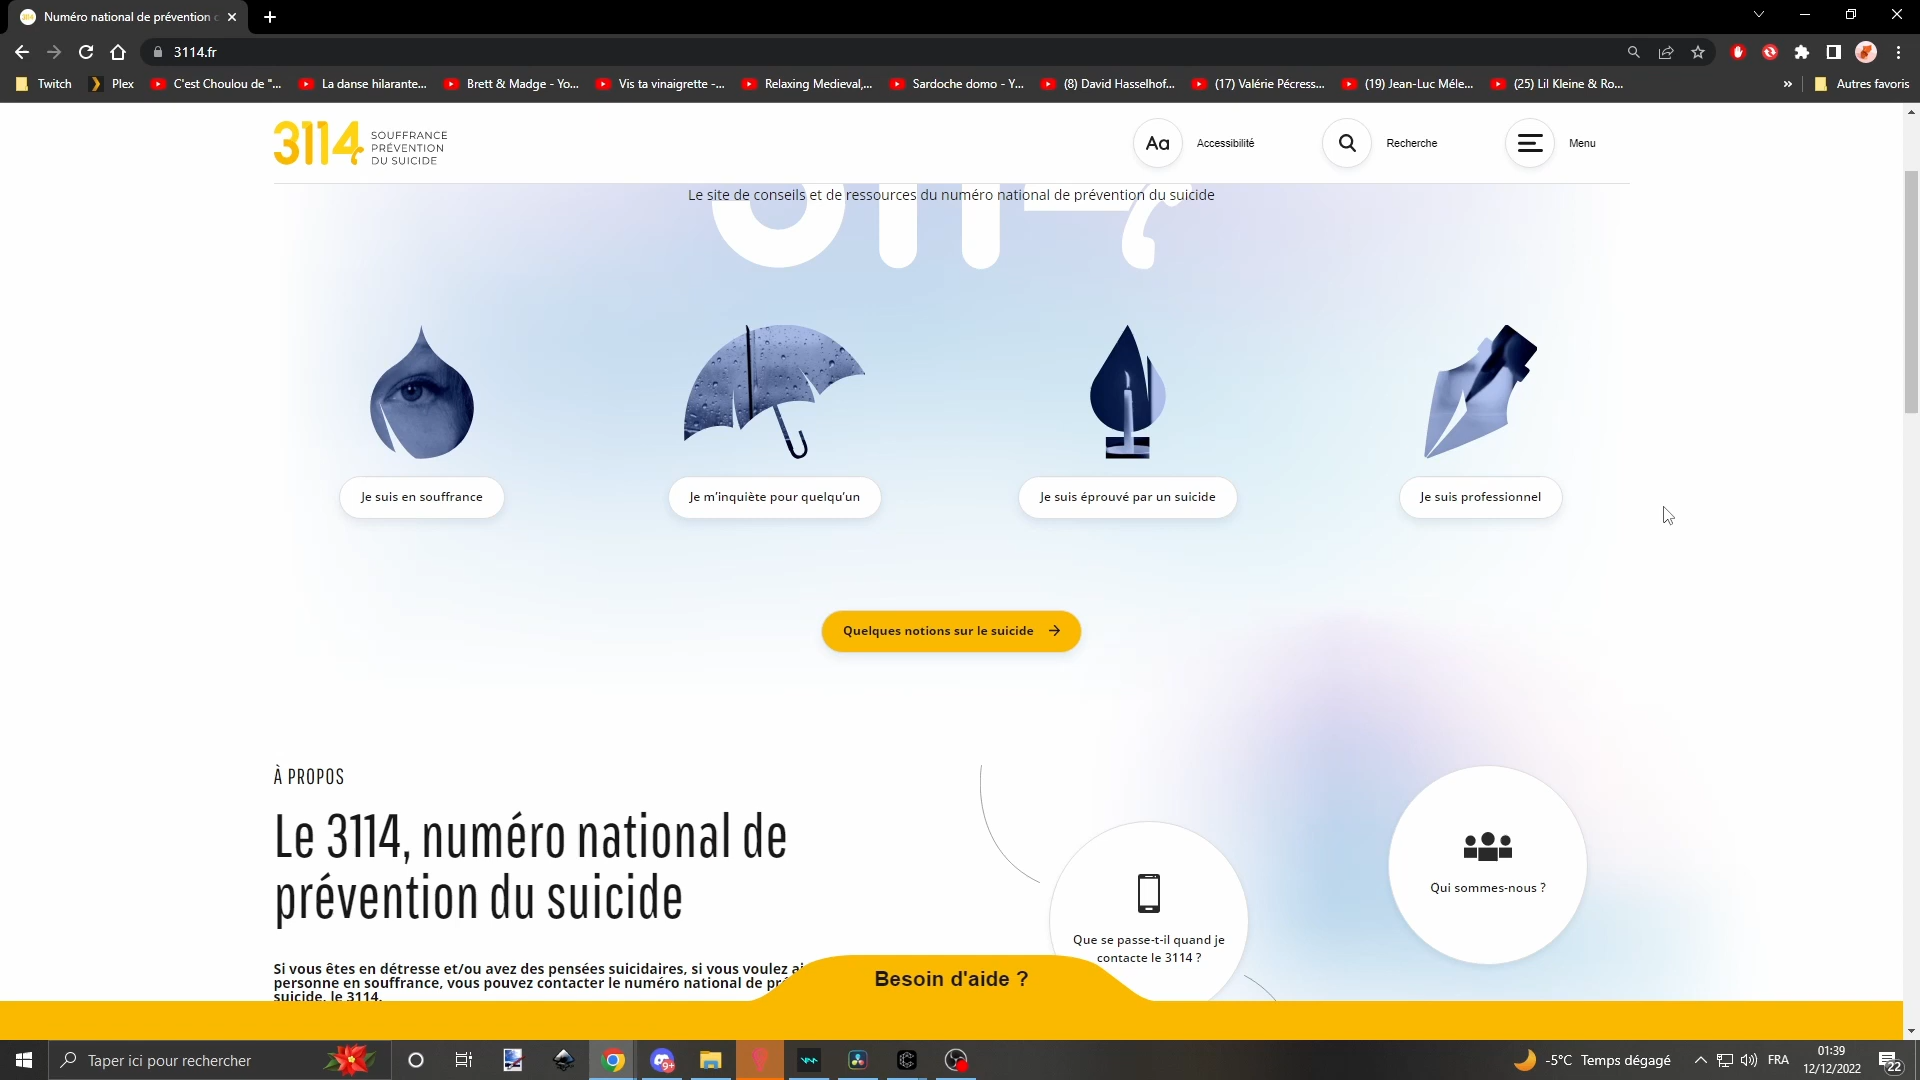 Numéro national de prévention
3114.fr
Twitch
Plex
C'est Choulou de "...
La danse hilarante...
Brett & Madge - Yo...
Vis ta vinaigrette -...
Relaxing Medieval,...
Sardoche domo - Y...
(8) David Hasselhof...
(17) Valérie Pécress...
(19) Jean-Luc Méle...
(25) Lil Kleine & Ro...
»
Autres favoris
3114
SOUFFRANCE
PRÉVENTION
DU SUICIDE
Aa
Accessibilité
Recherche
Menu
3114
Le site de conseils et de ressources du numéro national de prévention du suicide
Je suis en souffrance
Je m'inquiète pour quelqu'un
Je suis éprouvé par un suicide
Je suis professionnel
Quelques notions sur le suicide
À PROPOS
Le 3114, numéro national de
prévention du suicide
Si vous êtes en détresse et/ou avez des pensées suicidaires, si vous voulez
personne en souffrance, vous pouvez contacter le numéro national de
suicide, le 3114.
Que se passe-t-il quand je
contacte le 3114 ?
Qui sommes-nous ?
Besoin d'aide ?
Taper ici pour rechercher
9+
-5°C Temps dégagé
FRA
01:39
12/12/2022
22